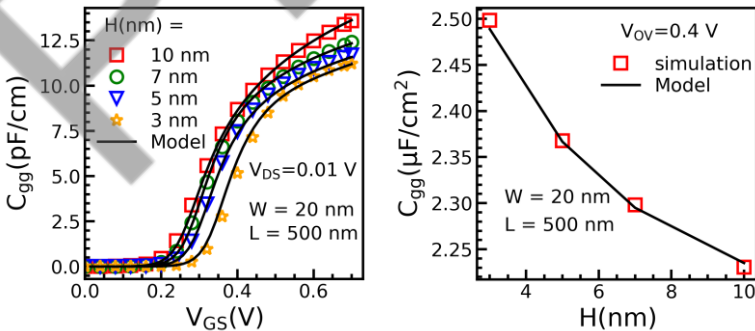 H(nm) =
10 nm
7 nm
5 nm
3 nm
Model
V_DS=0.01 V
W = 20 nm
L = 500 nm
C_gg(pF/cm)
12.5
10.0
7.5
5.0
2.5
0.0
0.0 0.2 0.4 0.6
V_GS(V)
V_OV=0.4 V
simulation
Model
W = 20 nm
L = 500 nm
C_gg(μF/cm²)
2.50
2.45
2.40
2.35
2.30
2.25
4 6 8 10
H(nm)